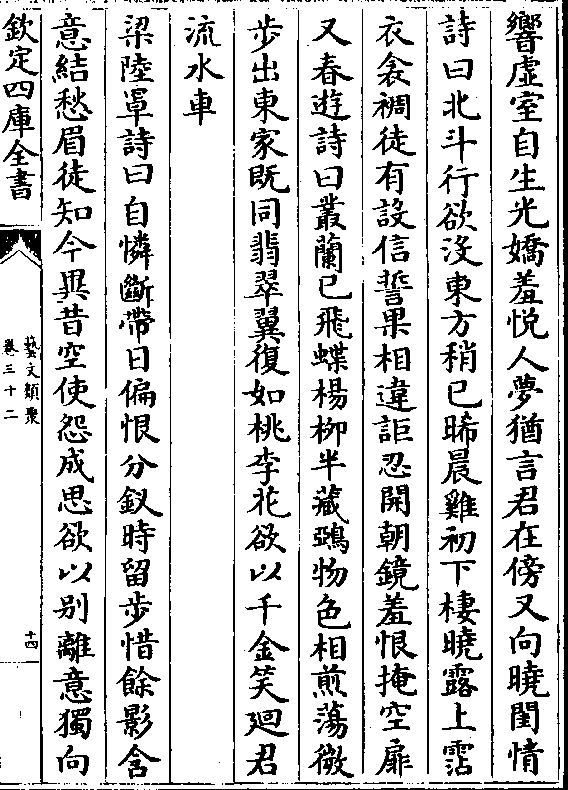 響虛室自生光嬌羞悅人夢猶言君在傍又向曉閨情
詩曰北斗行欲沒東方稍已晞晨雞初下棲曉露上霑
衣衾裯徒有設信誓果相違詎忍開朝鏡羞恨掩空扉
又春遊詩曰叢蘭已飛蝶楊柳半藏鵶物色相煎蕩微
步出東家既同翡翠翼復如桃李花欲以千金笑迴君
流水車
梁陸罩詩曰自憐斷帶日偏恨分釵時留步惜餘影含
意結愁眉徒知今異昔空使怨成思欲以别離意獨向
欽定四庫全書
藝文類聚
卷三十二
十四